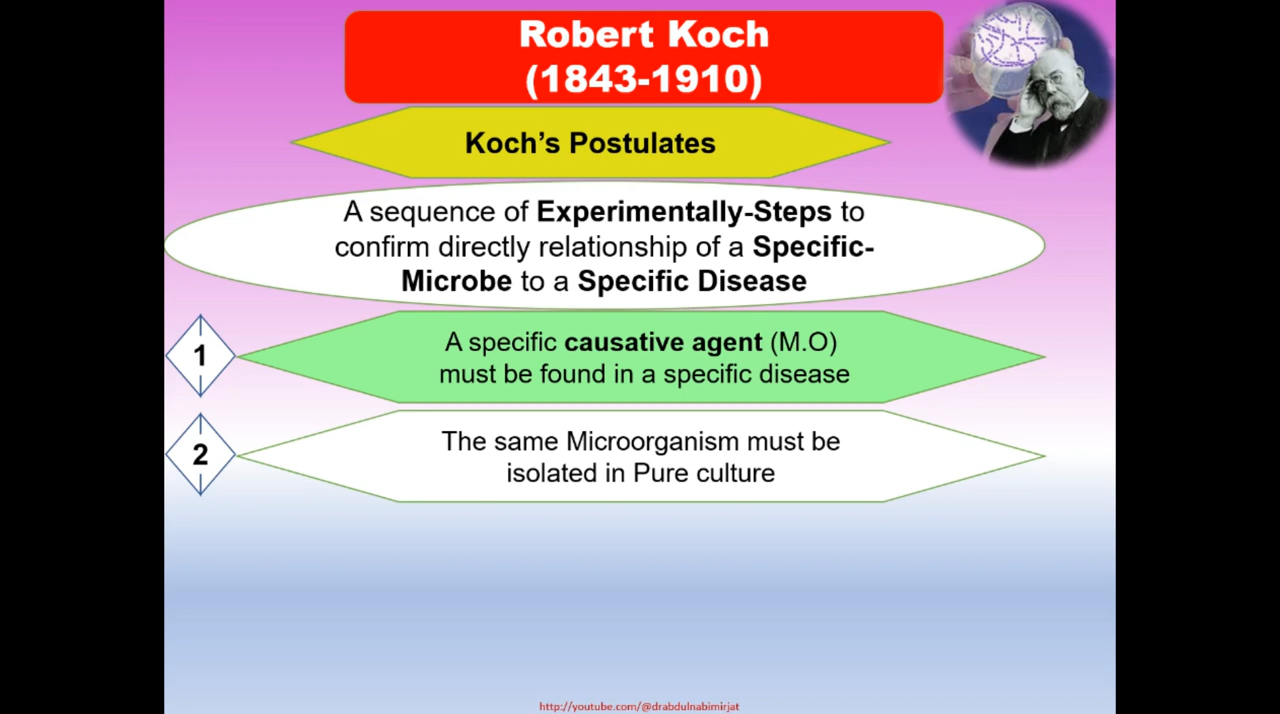 Robert Koch
(1843-1910)
Koch’s Postulates
A sequence of Experimentally-Steps to
confirm directly relationship of a Specific-
Microbe to a Specific Disease
1
A specific causative agent (M.O)
must be found in a specific disease
2
The same Microorganism must be
isolated in Pure culture
http://youtube.com/@drabdulnabimirjat